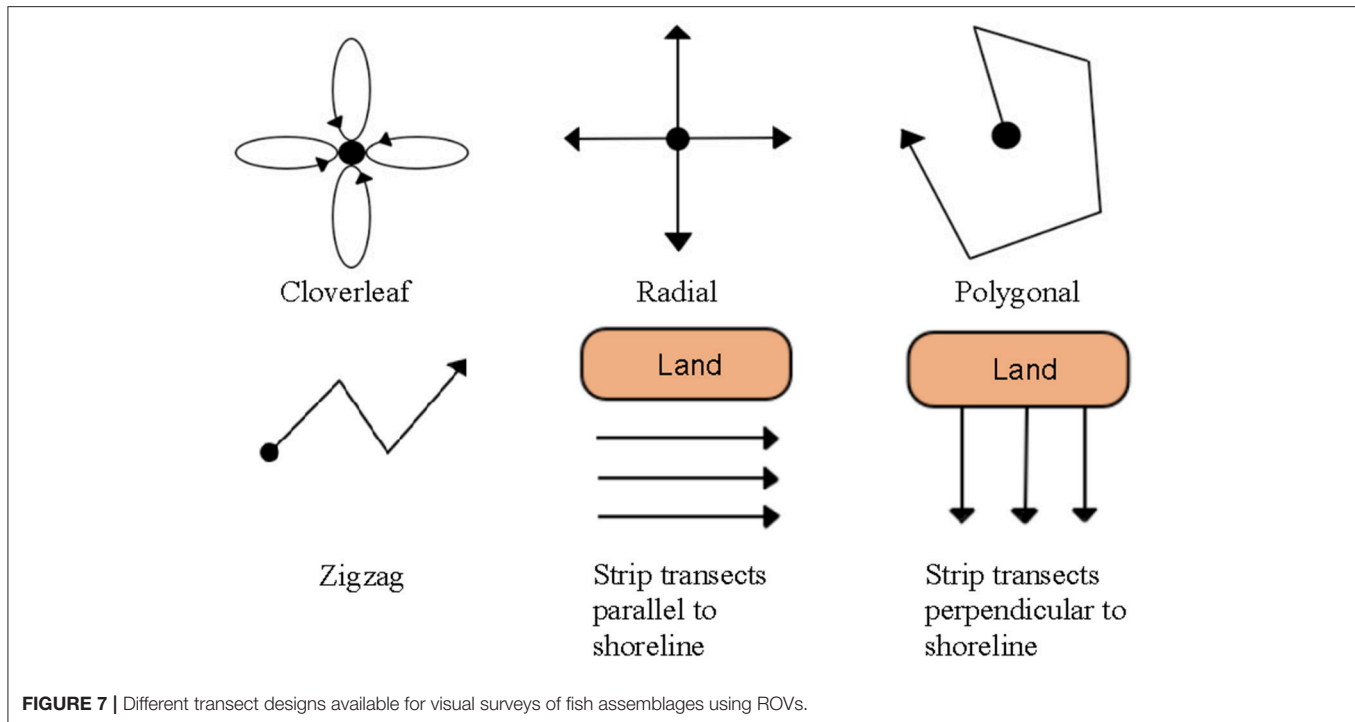 Cloverleaf
Radial
Polygonal
Land
Land
Zigzag
Strip transects
parallel to
shoreline
Strip transects
perpendicular to
shoreline
FIGURE 7 | Different transect designs available for visual surveys of fish assemblages using ROVs.